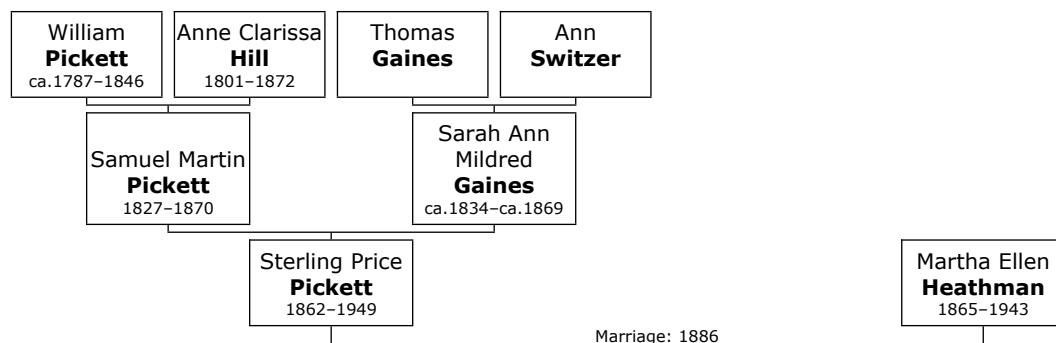 William
Pickett
ca.1787–1846
Anne Clarissa
Hill
1801–1872
Thomas
Gaines
Ann
Switzer
Samuel Martin
Pickett
1827–1870
Sarah Ann
Mildred
Gaines
ca.1834–ca.1869
Sterling Price
Pickett
1862–1949
Martha Ellen
Heathman
1865–1943
Marriage: 1886